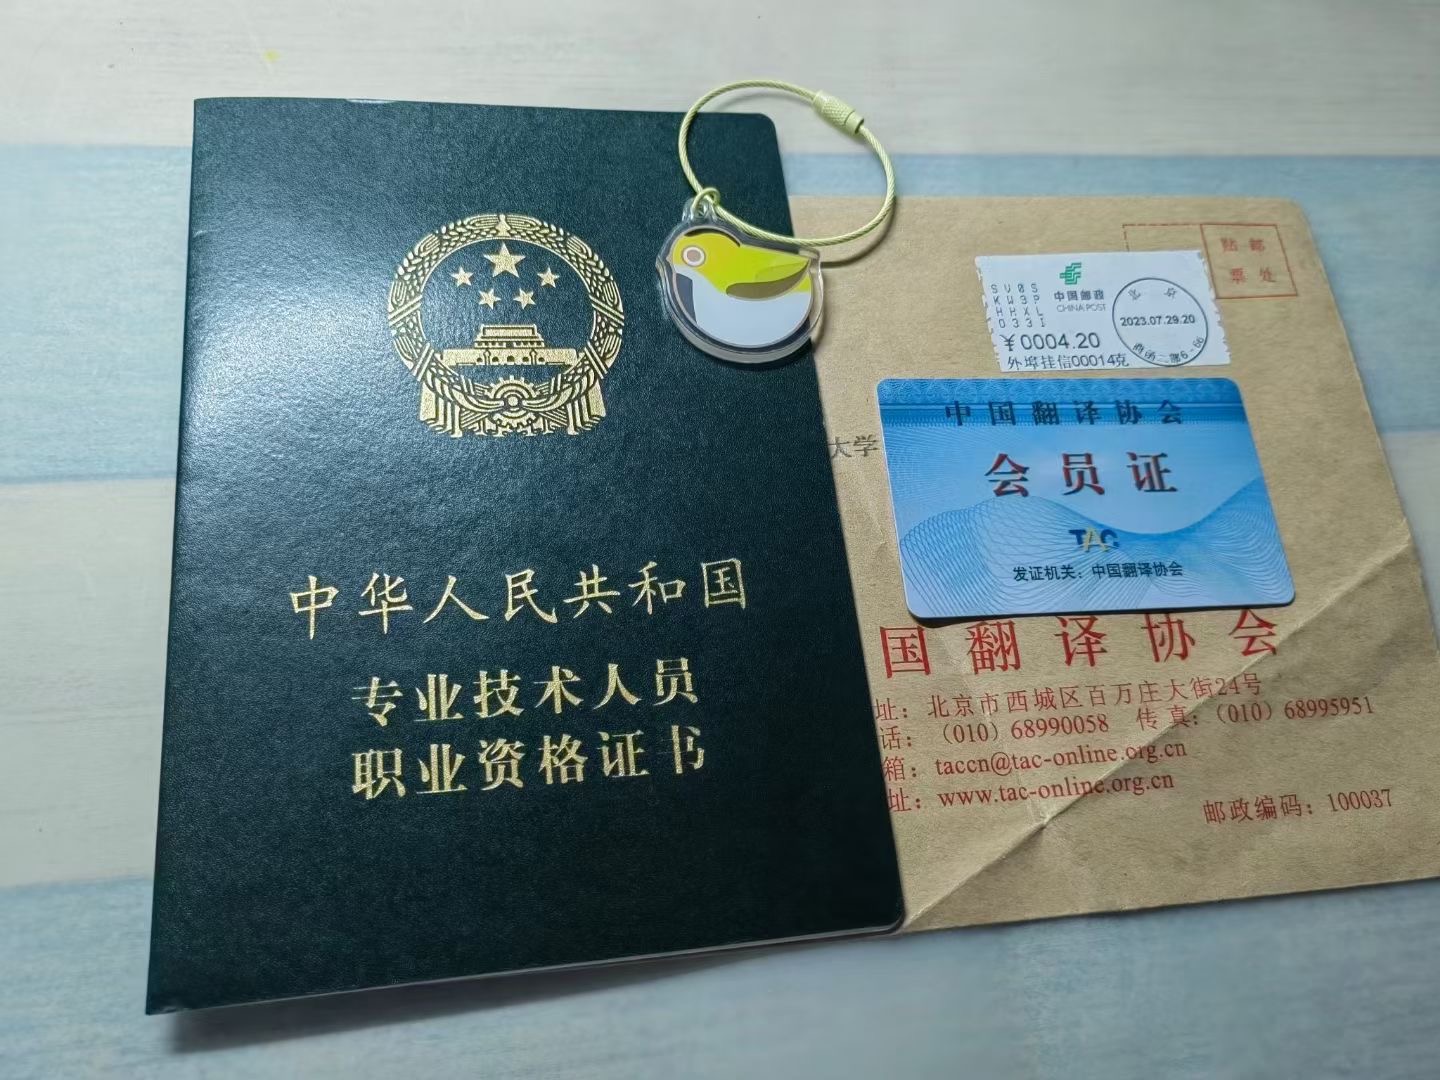 中华人民共和国
专业技术人员
职业资格证书
贴邮
票处
SV0S
KW3P
HHXL
0331
中国邮政
CHINA POST
¥0004.20
外埠挂信00014克
2023.07.29.20
大学
中国翻译协会
会员证
TAC
发证机关：中国翻译协会
国翻译协会
址：北京市西城区百万庄大街24号
话：（010）68990058 传真：（010）68995951
箱：taccn@tac-online.org.cn
址：www.tac-online.org.cn
邮政编码：100037